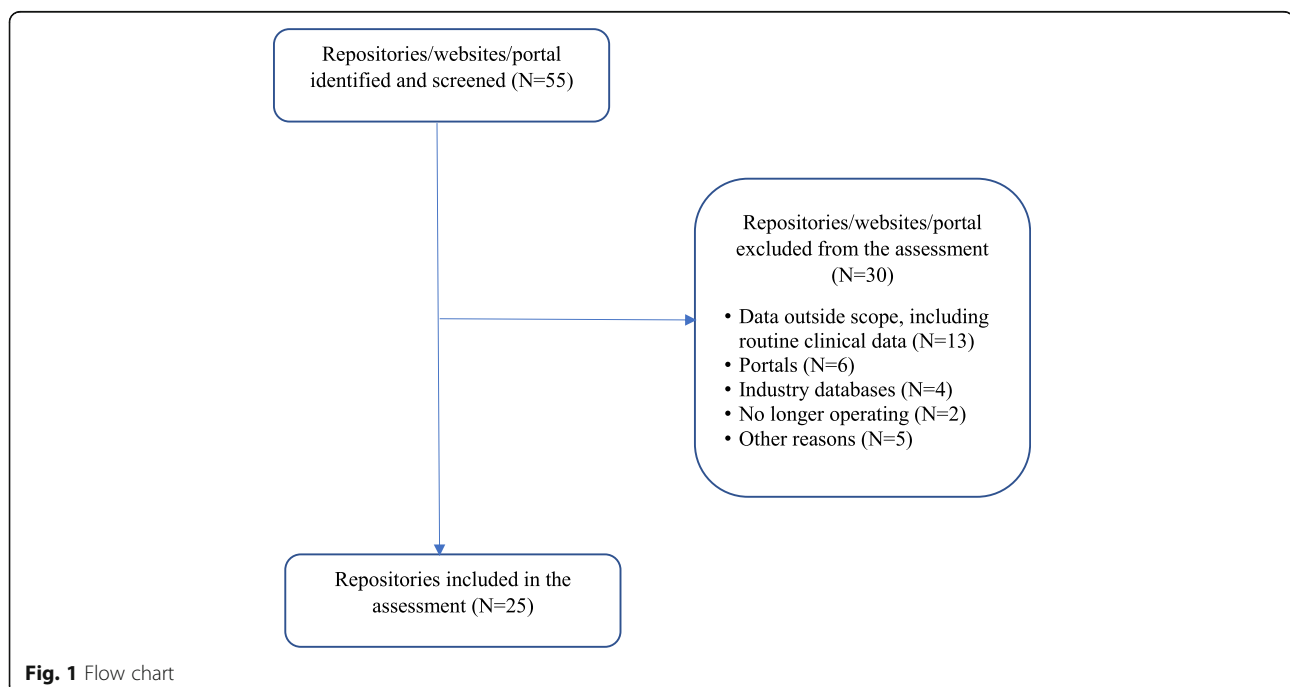 Repositories/websites/portal
identified and screened (N=55)
Repositories/websites/portal
excluded from the assessment
(N=30)
• Data outside scope, including
routine clinical data (N=13)
• Portals (N=6)
• Industry databases (N=4)
• No longer operating (N=2)
• Other reasons (N=5)
Repositories included in the
assessment (N=25)
Fig. 1 Flow chart